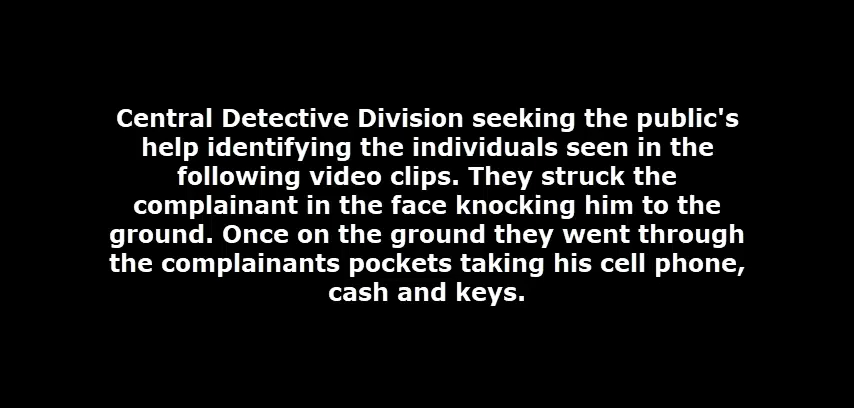 Central Detective Division seeking the public's
help identifying the individuals seen in the
following video clips. They struck the
complainant in the face knocking him to the
ground. Once on the ground they went through
the complainants pockets taking his cell phone,
cash and keys.